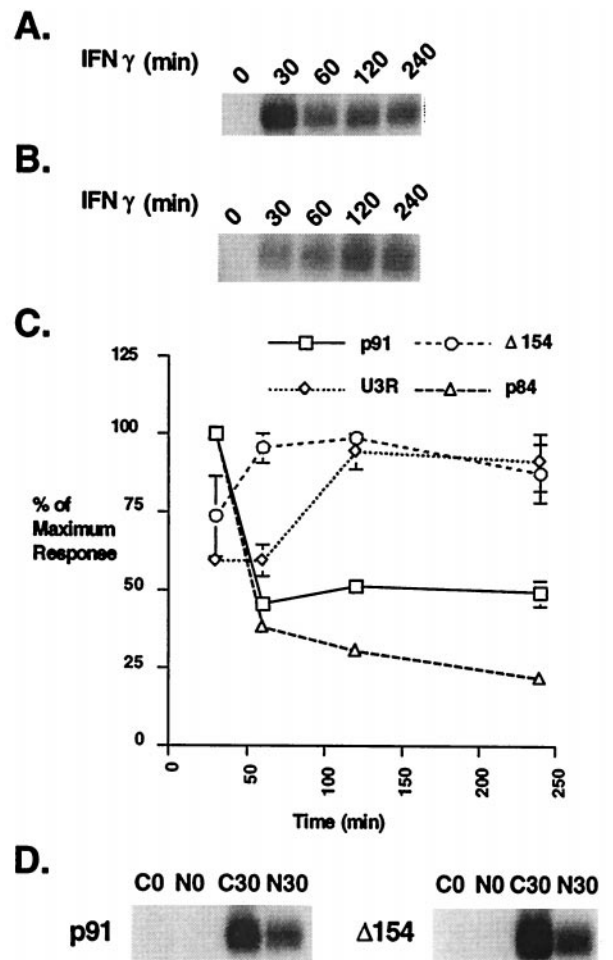 A.
IFN γ (min) 0 30 60 120 240
B.
IFN γ (min) 0 30 60 120 240
C.
p91 Δ154
U3R p84
125
100
75
50
25
0
% of
Maximum
Response
0 50 100 150 200 250
Time (min)
D.
C0 N0 C30 N30 C0 N0 C30 N30
p91 Δ154